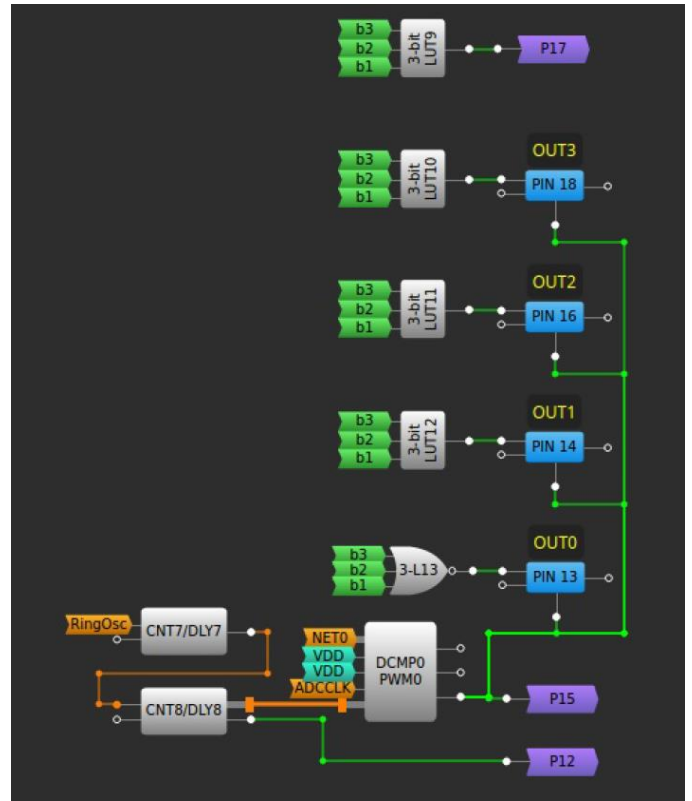 b3
b2
b1
3-bit
LUT9
P17
OUT3
b3
b2
b1
3-bit
LUT10
PIN 18
OUT2
b3
b2
b1
3-bit
LUT11
PIN 16
OUT1
b3
b2
b1
3-bit
LUT12
PIN 14
OUT0
b3
b2
b1
3-L13
PIN 13
RingOsc
CNT7/DLY7
NET0
VDD
VDD
ADCCLK
DCMP0
PWM0
CNT8/DLY8
P15
P12